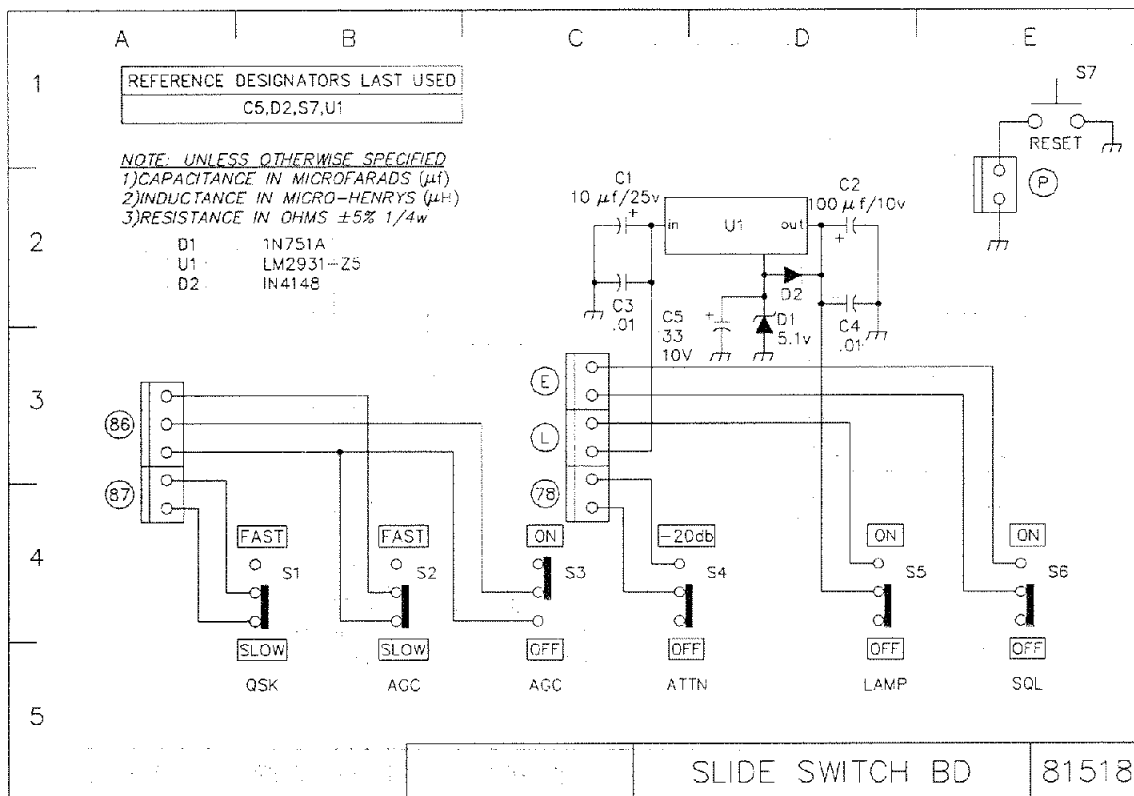 A B C D E
1
REFERENCE DESIGNATORS LAST USED
C5,D2,S7,U1
S7
RESET
P
NOTE: UNLESS OTHERWISE SPECIFIED
1)CAPACITANCE IN MICROFARADS (µf)
2)INDUCTANCE IN MICRO-HENRYS (µH)
3)RESISTANCE IN OHMS ±5% 1/4w
2
D1 1N751A
U1 LM2931-Z5
D2 IN4148
C1
10 µf/25v
in U1 out
C2
100 µf/10v
+
+
C3
.01
D2
C5
33
10V
+
D1
5.1v
C4
.01
3
86
87
E
L
78
4
FAST FAST ON -20db ON ON
S1 S2 S3 S4 S5 S6
SLOW SLOW OFF OFF OFF OFF
QSK AGC AGC ATTN LAMP SQL
5
SLIDE SWITCH BD 81518